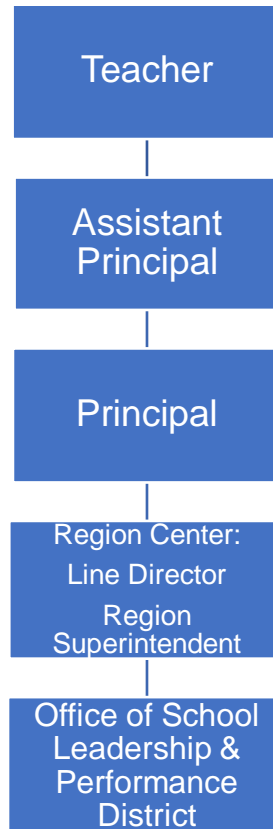 Teacher
Assistant
Principal
Principal
Region Center:
Line Director
Region
Superintendent
Office of School
Leadership &
Performance
District